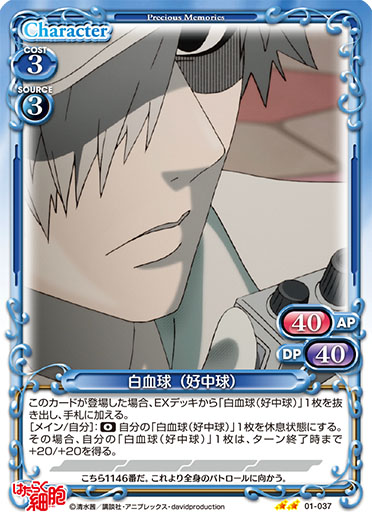 Precious Memories
Character
COST
3
SOURCE
3
40 AP
DP 40
白血球（好中球）
このカードが登場した場合、EXデッキから「白血球（好中球）」1枚を抜
き出し、手札に加える。
[メイン/自分]：0 自分の「白血球（好中球）」1枚を休息状態にする。
その場合、自分の「白血球（好中球）」1枚は、ターン終了時まで
+20/+20を得る。
こちら1146番だ。これより全身のパトロールに向かう。
はたらく細胞
★★ 01-037
©清水茜／講談社・アニプレックス・davidproduction